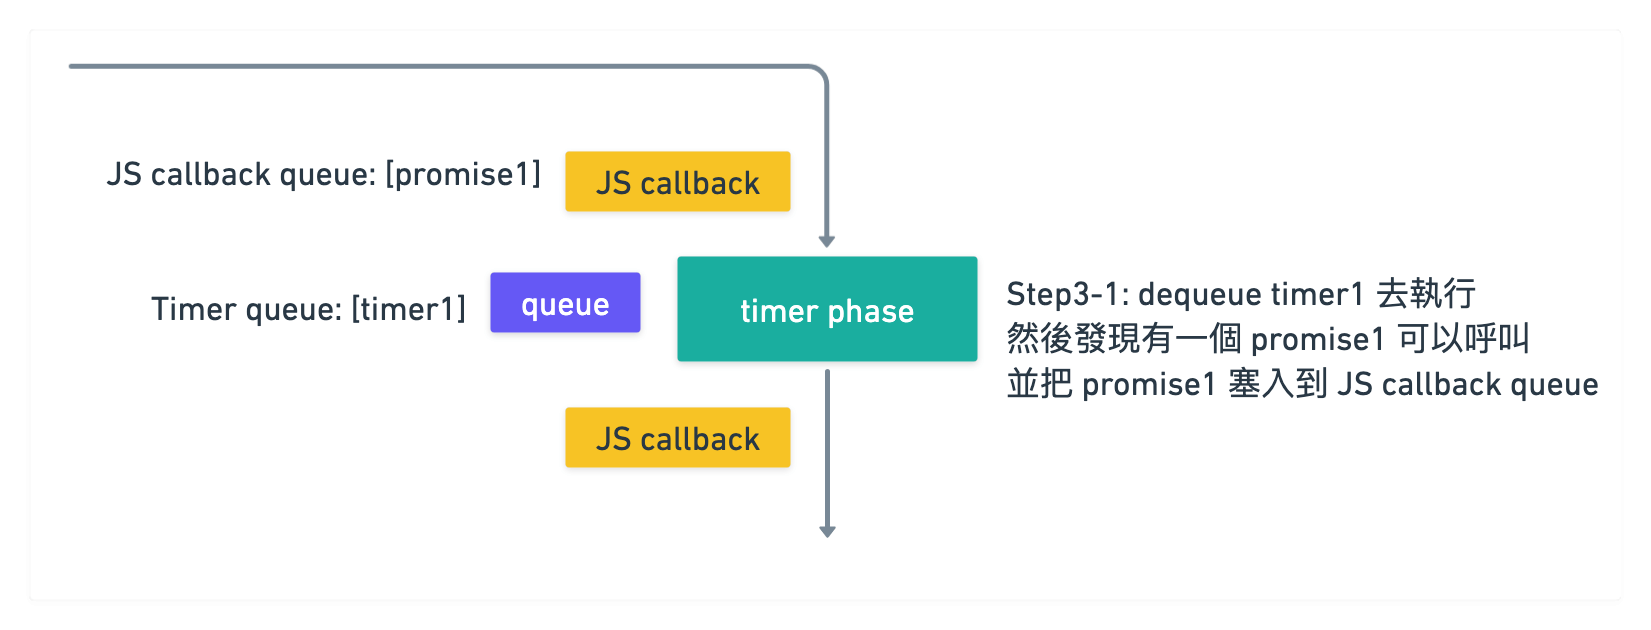 JS callback queue: [promise1]
JS callback
Timer queue: [timer1]
queue
timer phase
Step3-1: dequeue timer1 去執行
然後發現有一個 promise1 可以呼叫
並把 promise1 塞入到 JS callback queue
JS callback